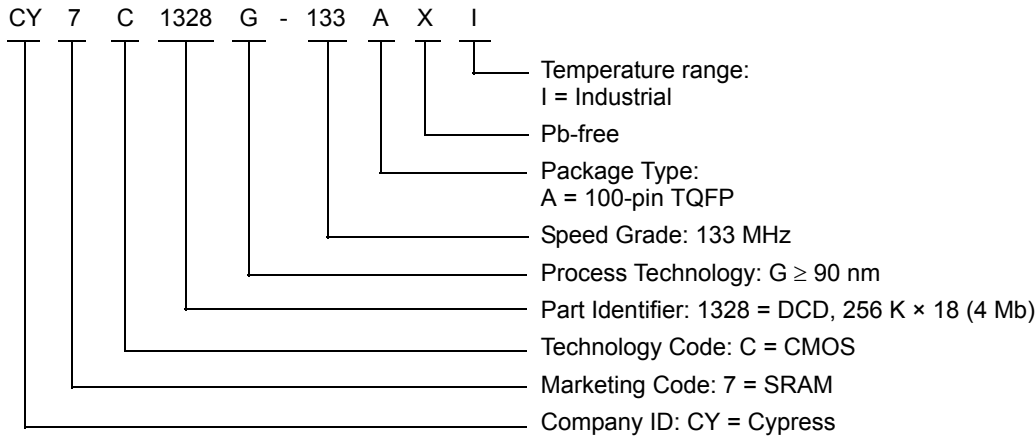 CY 7 C 1328 G - 133 A X I
Temperature range:
I = Industrial
Pb-free
Package Type:
A = 100-pin TQFP
Speed Grade: 133 MHz
Process Technology: G ≥ 90 nm
Part Identifier: 1328 = DCD, 256 K × 18 (4 Mb)
Technology Code: C = CMOS
Marketing Code: 7 = SRAM
Company ID: CY = Cypress